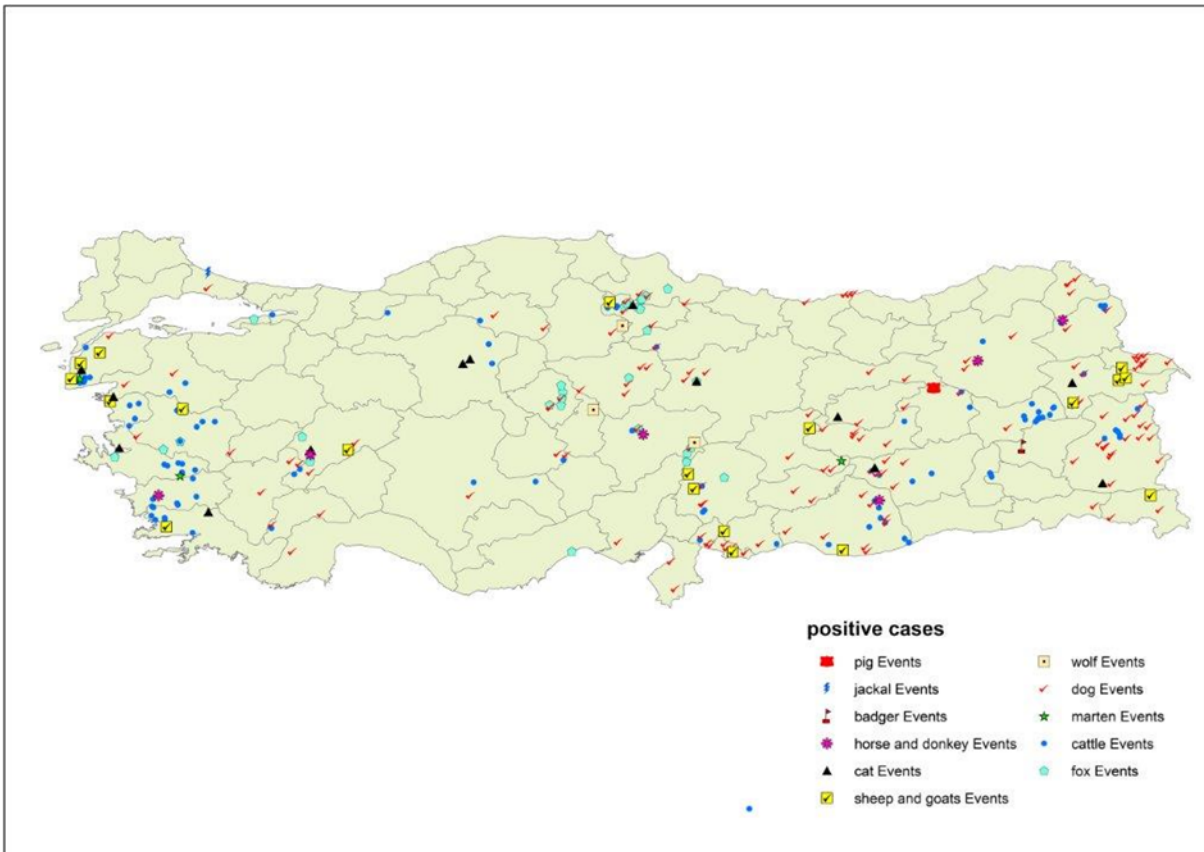 positive cases
pig Events
jackal Events
badger Events
horse and donkey Events
cat Events
sheep and goats Events
wolf Events
dog Events
marten Events
cattle Events
fox Events